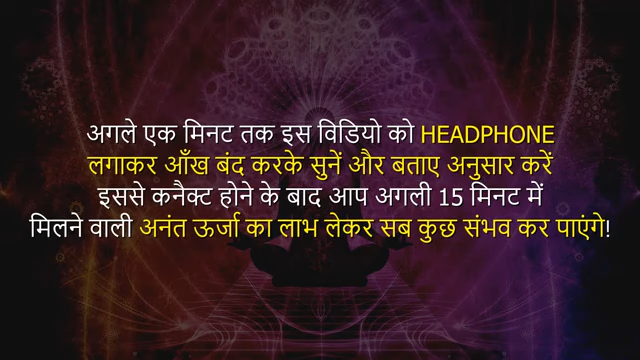 अगले एक मिनट तक इस विडियो को HEADPHONE
लगाकर आँख बंद करके सुनें और बताए अनुसार करें
इससे कनैक्ट होने के बाद आप अगली 15 मिनट में
मिलने वाली अनंत ऊर्जा का लाभ लेकर सब कुछ संभव कर पाएंगे!